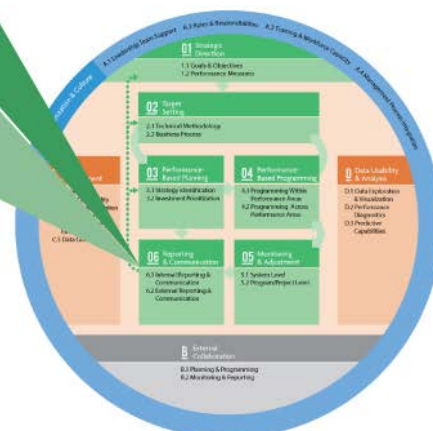 A.1 Leadership Team Support A.2 Roles & Responsibilities A.3 Training & Workforce Capacity A.4 Management Process Integration
& Culture
01 Strategic
Direction
1.1 Goals & Objectives
1.2 Performance Measures
02 Target
Setting
2.1 Technical Methodology
2.2 Business Process
03 Performance-
Based Planning
3.1 Strategy Identification
3.2 Investment Prioritization
04 Performance-
Based Programming
4.1 Programming Within
Performance Areas
4.2 Programming Across
Performance Areas
D Data Usability
& Analysis
D.1 Data Exploration
& Visualization
D.2 Performance
Diagnostics
D.3 Predictive
Capabilities
C.5 Data
06 Reporting
& Communication
6.1 Internal Reporting &
Communication
6.2 External Reporting &
Communication
05 Monitoring
& Adjustment
5.1 System Level
5.2 Program/Project Level
B External
Collaboration
B.1 Planning & Programming
B.2 Monitoring & Reporting